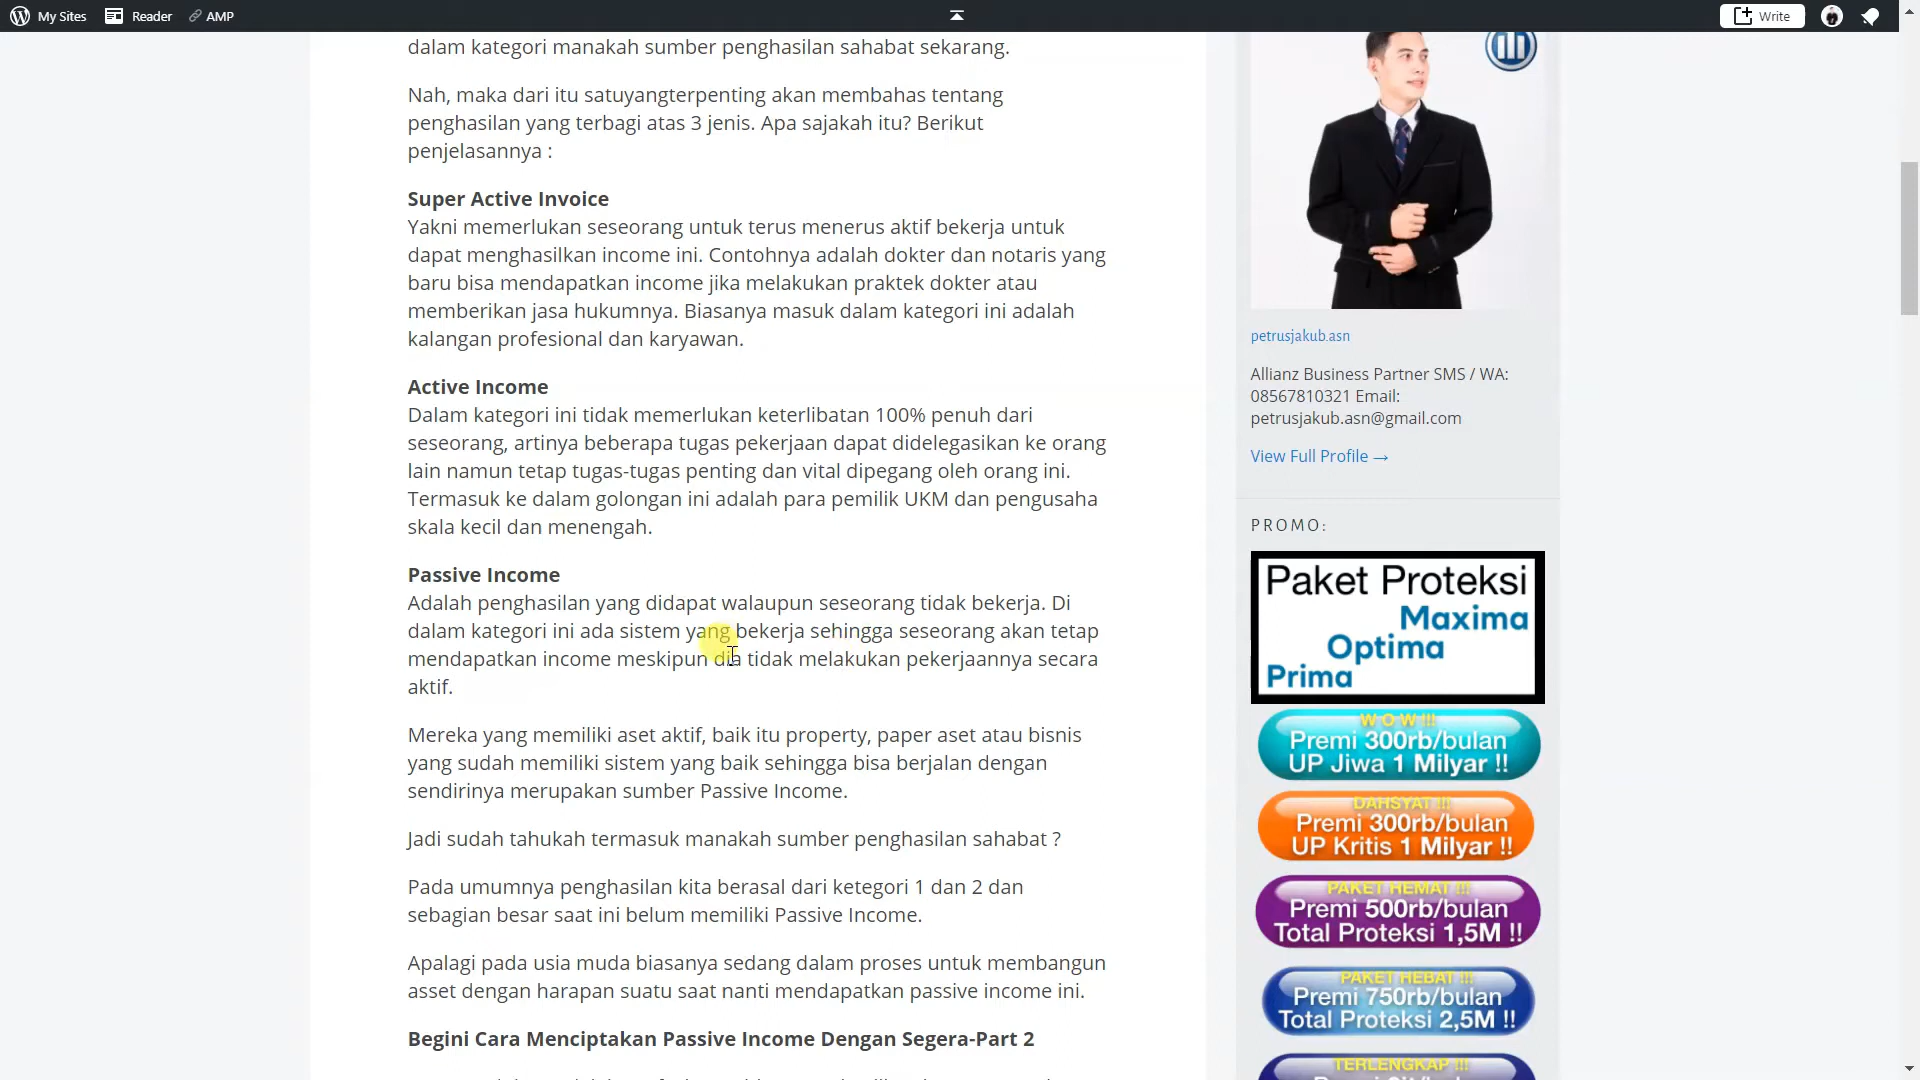 My Sites
Reader
AMP
Write
dalam kategori manakah sumber penghasilan sahabat sekarang.
Nah, maka dari itu satuyangterpenting akan membahas tentang
penghasilan yang terbagi atas 3 jenis. Apa sajakah itu? Berikut
penjelasannya :
Super Active Invoice
Yakni memerlukan seseorang untuk terus menerus aktif bekerja untuk
dapat menghasilkan income ini. Contohnya adalah dokter dan notaris yang
baru bisa mendapatkan income jika melakukan praktek dokter atau
memberikan jasa hukumnya. Biasanya masuk dalam kategori ini adalah
kalangan profesional dan karyawan.
Active Income
Dalam kategori ini tidak memerlukan keterlibatan 100% penuh dari
seseorang, artinya beberapa tugas pekerjaan dapat didelegasikan ke orang
lain namun tetap tugas-tugas penting dan vital dipegang oleh orang ini.
Termasuk ke dalam golongan ini adalah para pemilik UKM dan pengusaha
skala kecil dan menengah.
Passive Income
Adalah penghasilan yang didapat walaupun seseorang tidak bekerja. Di
dalam kategori ini ada sistem yang bekerja sehingga seseorang akan tetap
mendapatkan income meskipun dia tidak melakukan pekerjaannya secara
aktif.
Mereka yang memiliki aset aktif, baik itu property, paper aset atau bisnis
yang sudah memiliki sistem yang baik sehingga bisa berjalan dengan
sendirinya merupakan sumber Passive Income.
Jadi sudah tahukah termasuk manakah sumber penghasilan sahabat ?
Pada umumnya penghasilan kita berasal dari ketegori 1 dan 2 dan
sebagian besar saat ini belum memiliki Passive Income.
Apalagi pada usia muda biasanya sedang dalam proses untuk membangun
asset dengan harapan suatu saat nanti mendapatkan passive income ini.
Begini Cara Menciptakan Passive Income Dengan Segera-Part 2
petrusjakub.asn
Allianz Business Partner SMS / WA:
08567810321 Email:
petrusjakub.asn@gmail.com
View Full Profile →
PROMO:
Paket Proteksi
Maxima
Optima
Prima
WOW!!!
Premi 300rb/bulan
UP Jiwa 1 Milyar !!
DAHSYAT !!!
Premi 300rb/bulan
UP Kritis 1 Milyar !!
PAKET HEMAT !!!
Premi 500rb/bulan
Total Proteksi 1,5M !!
PAKET HEBAT !!!
Premi 750rb/bulan
Total Proteksi 2,5M !!
TERLENGKAP !!!